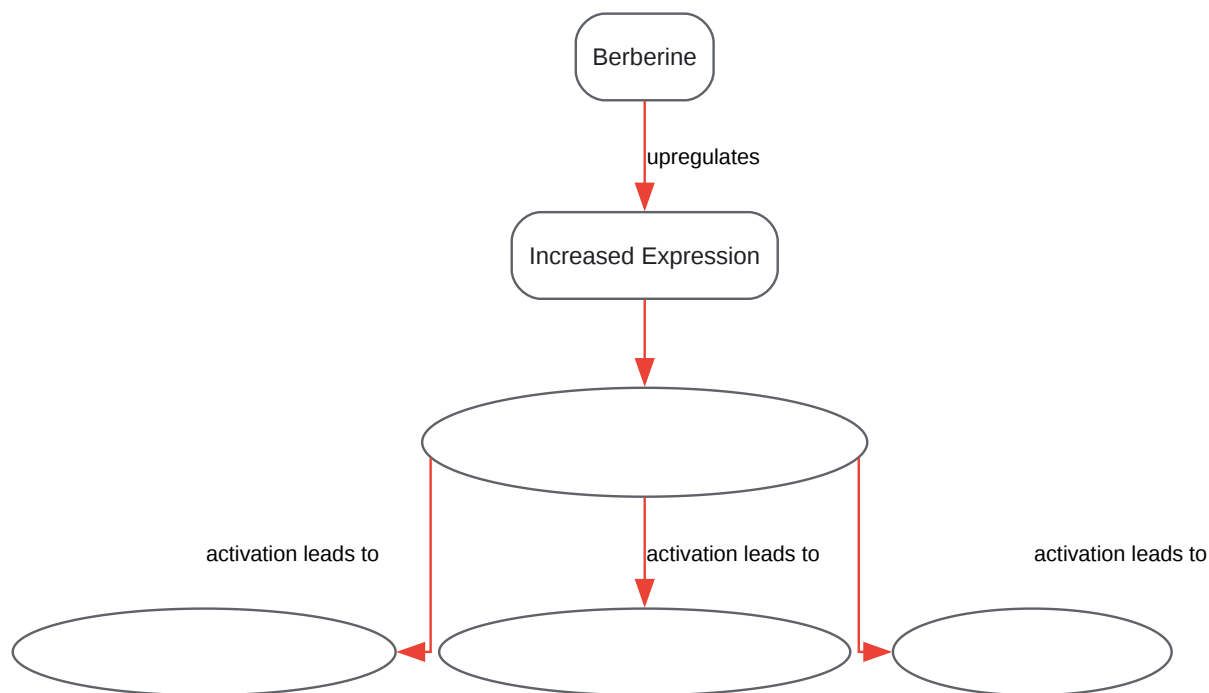 Berberine
upregulates
Increased Expression
activation leads to
activation leads to
activation leads to